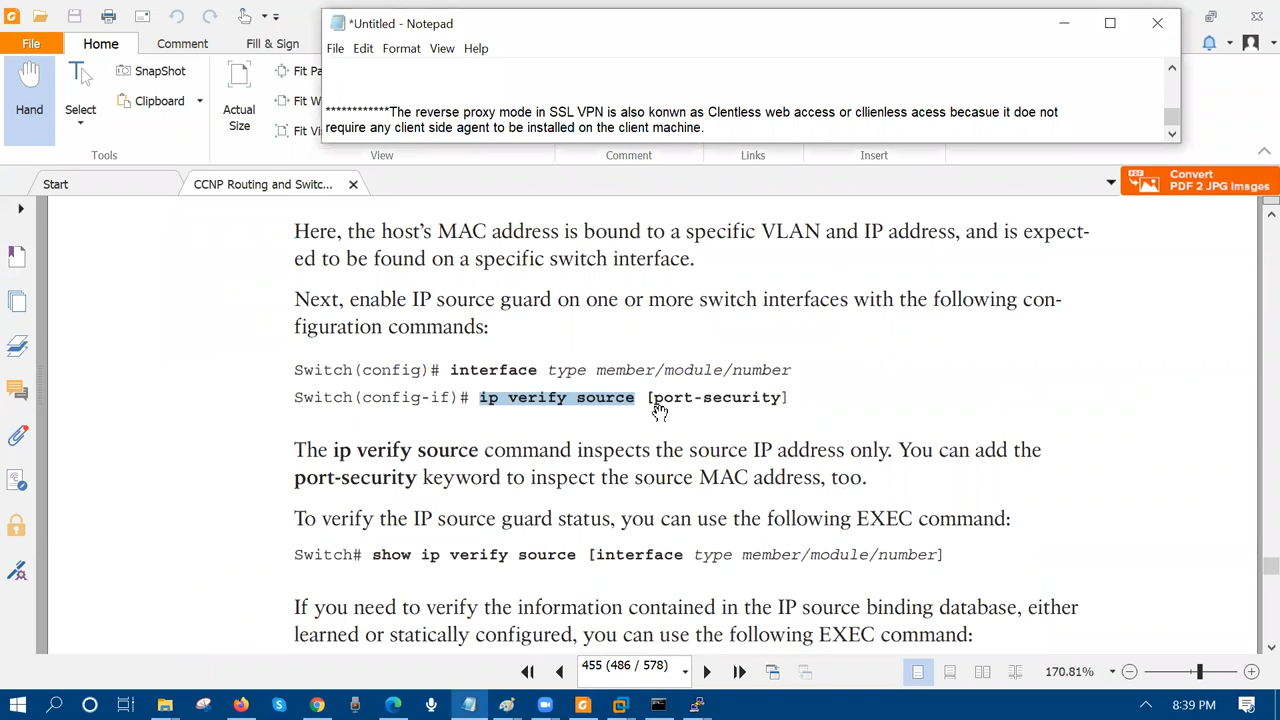 *Untitled - Notepad
File Edit Format View Help
************The reverse proxy mode in SSL VPN is also konwn as Clentless web access or cllienless acess becasue it doe not
require any client side agent to be installed on the client machine.
File Home Comment Fill & Sign
Hand
Select
SnapShot
Clipboard
Actual
Size
Fit Pa
Fit W
Fit Vi
Tools View Comment Links Insert
Start CCNP Routing and Switc...
Convert
PDF 2 JPG Images
Here, the host's MAC address is bound to a specific VLAN and IP address, and is expect-
ed to be found on a specific switch interface.
Next, enable IP source guard on one or more switch interfaces with the following con-
figuration commands:
Switch(config)# interface type member/module/number
Switch(config-if)# ip verify source [port-security]
The ip verify source command inspects the source IP address only. You can add the
port-security keyword to inspect the source MAC address, too.
To verify the IP source guard status, you can use the following EXEC command:
Switch# show ip verify source [interface type member/module/number]
If you need to verify the information contained in the IP source binding database, either
learned or statically configured, you can use the following EXEC command:
455 (486 / 578)
170.81%
8:39 PM